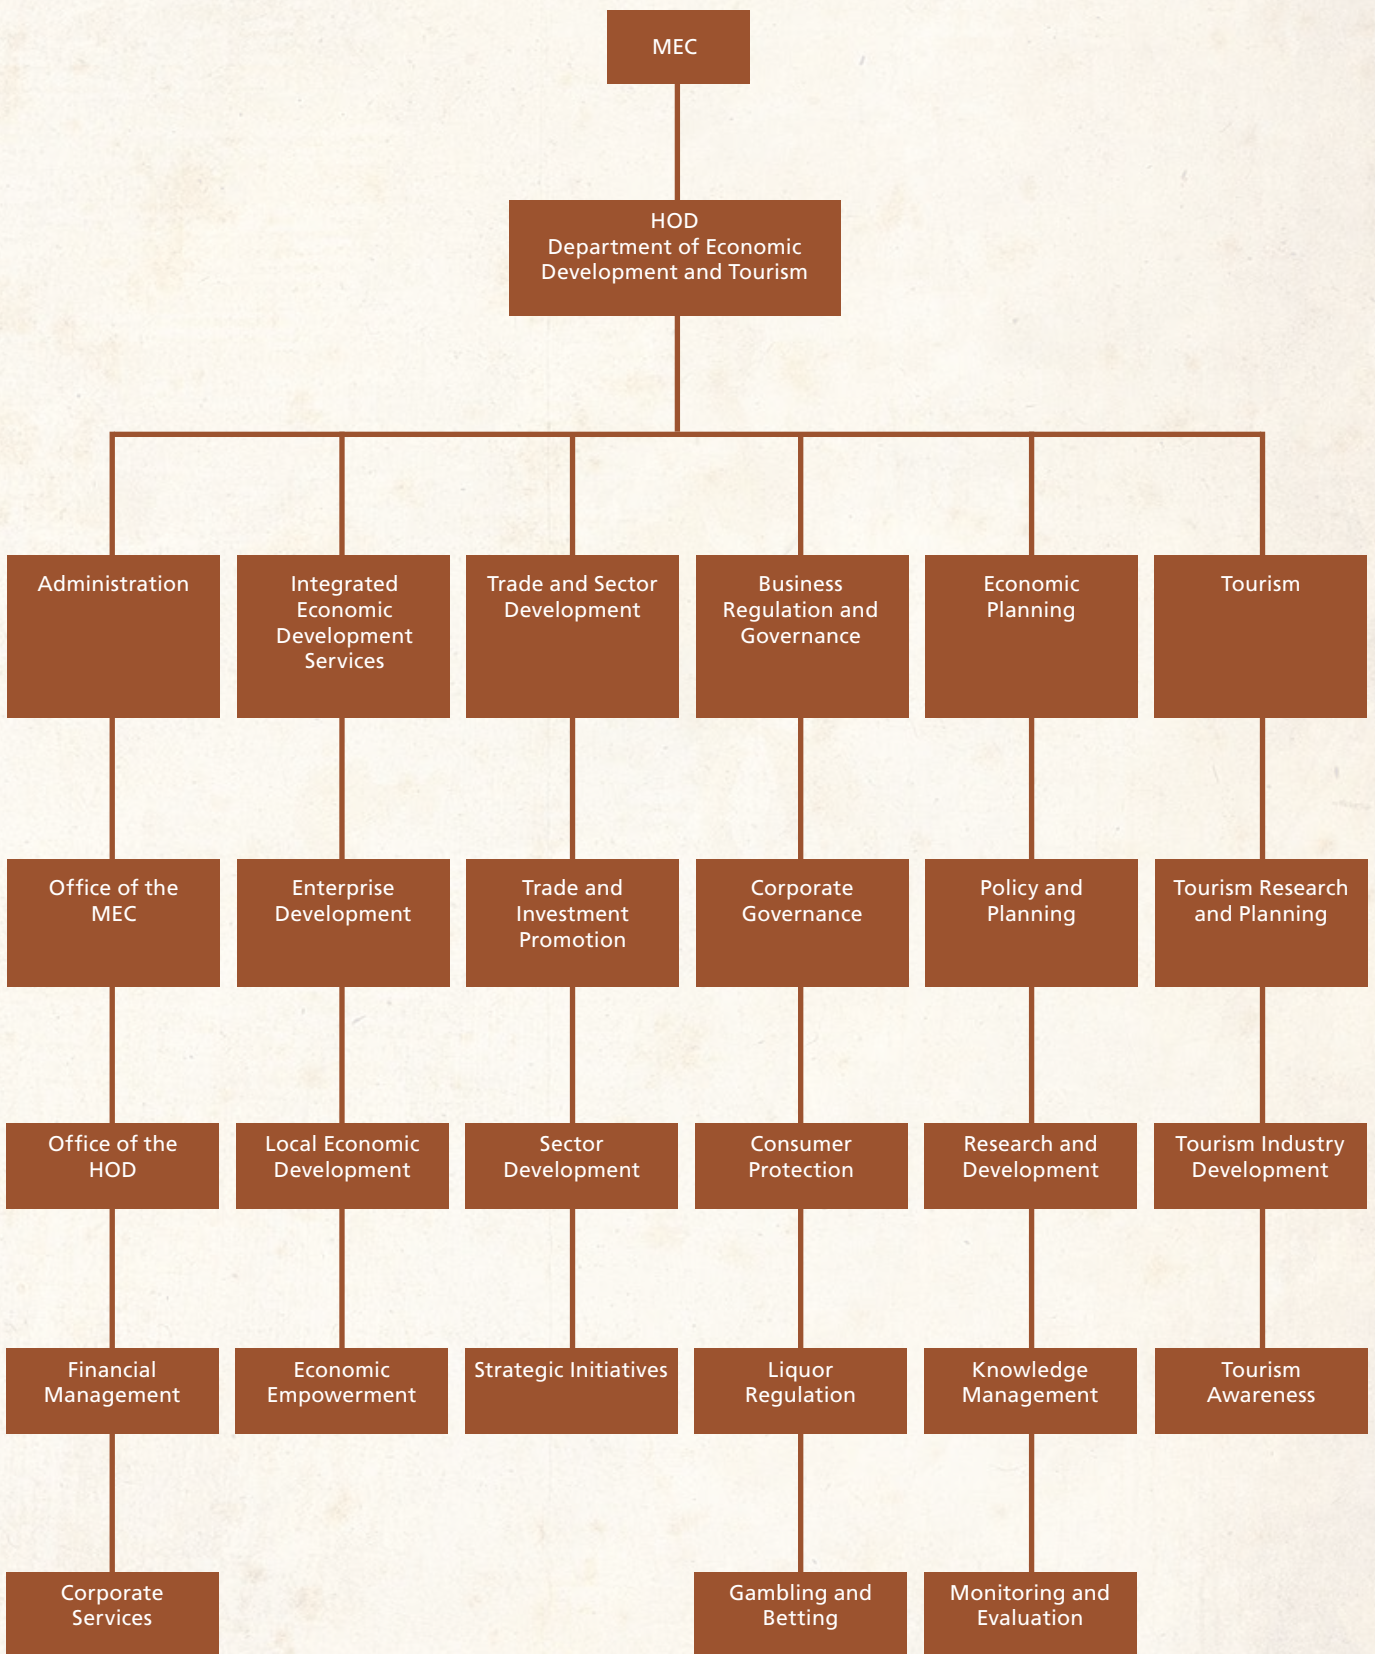 MEC
HOD
Department of Economic
Development and Tourism
Administration
Integrated
Economic
Development
Services
Trade and Sector
Development
Business
Regulation and
Governance
Economic
Planning
Tourism
Office of the
MEC
Enterprise
Development
Trade and
Investment
Promotion
Corporate
Governance
Policy and
Planning
Tourism Research
and Planning
Office of the
HOD
Local Economic
Development
Sector
Development
Consumer
Protection
Research and
Development
Tourism Industry
Development
Financial
Management
Economic
Empowerment
Strategic Initiatives
Liquor
Regulation
Knowledge
Management
Tourism
Awareness
Corporate
Services
Gambling and
Betting
Monitoring and
Evaluation